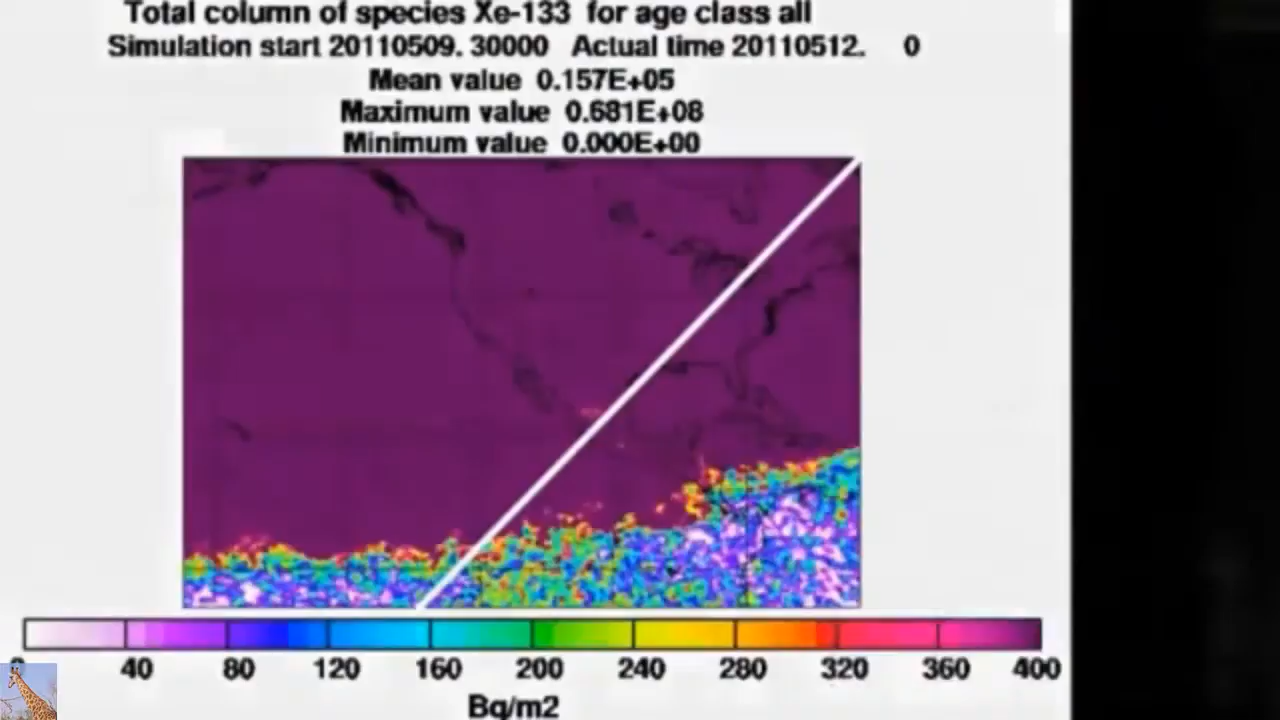 Total column of species Xe-133 for age class all
Simulation start 20110509. 30000 Actual time 20110512. 0
Mean value 0.157E+05
Maximum value 0.681E+08
Minimum value 0.000E+00
40 80 120 160 200 240 280 320 360 400
Bq/m2